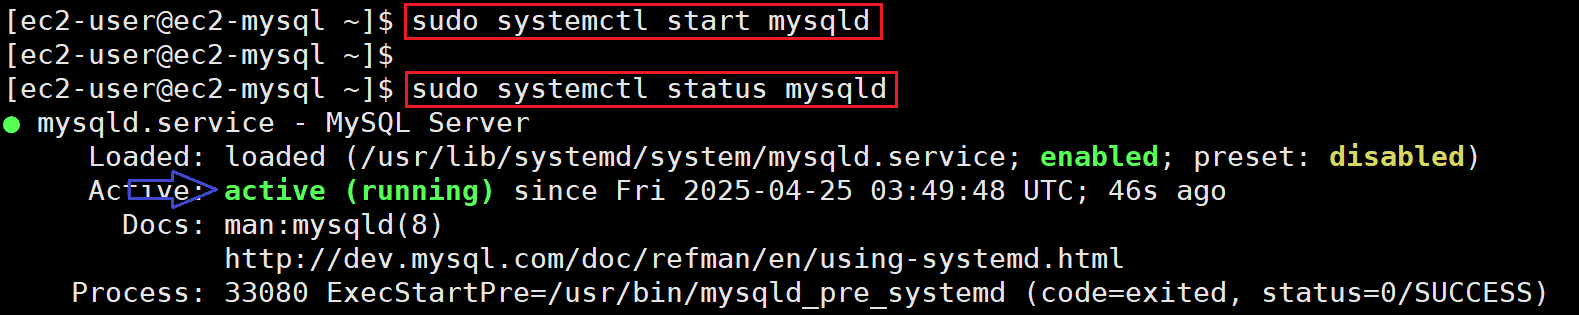 [ec2-user@ec2-mysql ~]$ sudo systemctl start mysqld
[ec2-user@ec2-mysql ~]$
[ec2-user@ec2-mysql ~]$ sudo systemctl status mysqld
● mysqld.service - MySQL Server
Loaded: loaded (/usr/lib/systemd/system/mysqld.service; enabled; preset: disabled)
Active: active (running) since Fri 2025-04-25 03:49:48 UTC; 46s ago
Docs: man:mysqld(8)
http://dev.mysql.com/doc/refman/en/using-systemd.html
Process: 33080 ExecStartPre=/usr/bin/mysqld_pre_systemd (code=exited, status=0/SUCCESS)